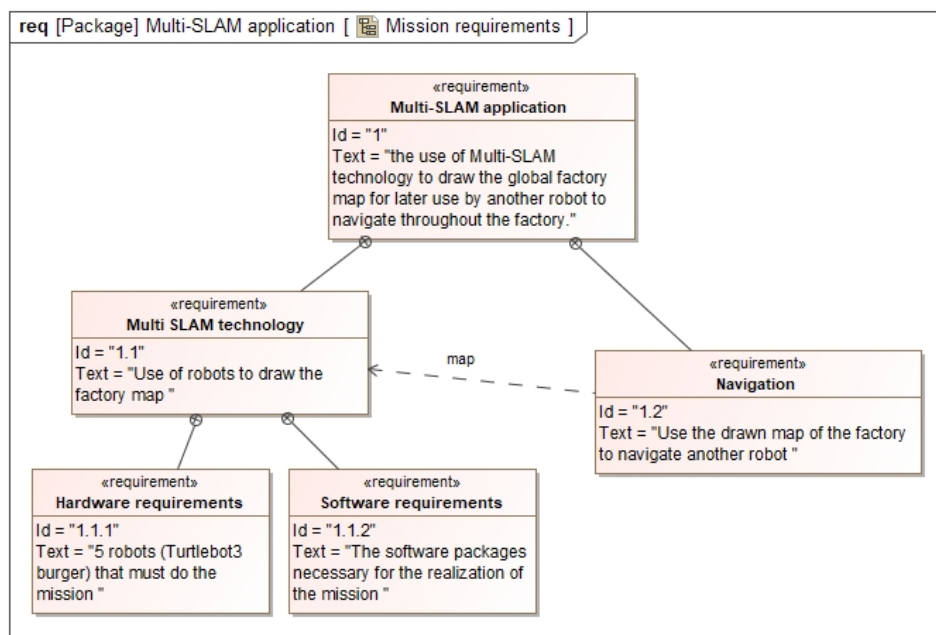 req [Package] Multi-SLAM application [ Mission requirements ]
«requirement»
Multi-SLAM application
Id = "1"
Text = "the use of Multi-SLAM
technology to draw the global factory
map for later use by another robot to
navigate throughout the factory."
«requirement»
Multi SLAM technology
Id = "1.1"
Text = "Use of robots to draw the
factory map "
map
«requirement»
Navigation
Id = "1.2"
Text = "Use the drawn map of the factory
to navigate another robot "
«requirement»
Hardware requirements
Id = "1.1.1"
Text = "5 robots (Turtlebot3
burger) that must do the
mission "
«requirement»
Software requirements
Id = "1.1.2"
Text = "The software packages
necessary for the realization of
the mission "